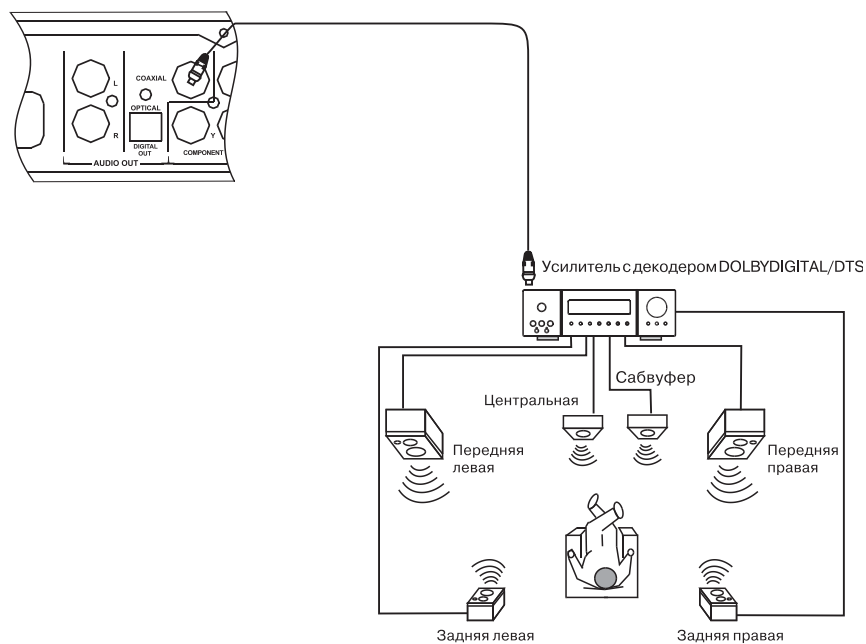 COAXIAL
L
OPTICAL
R
DIGITAL
OUT
Y
COMPONENT
AUDIO OUT
Усилитель с декодером DOLBYDIGITAL/DTS
Сабвуфер
Центральная
Передняя
левая
Передняя
правая
Задняя левая
Задняя правая